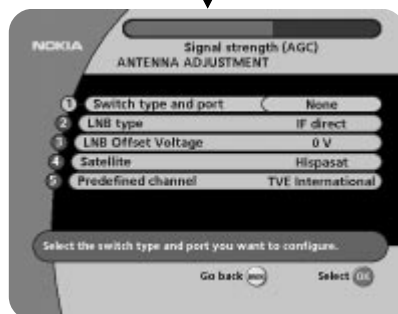 NOKIA
Signal strength (AGC)
ANTENNA ADJUSTMENT
1 Switch type and port None
2 LNB type IF direct
3 LNB Offset Voltage 0 V
4 Satellite Hispasat
5 Predefined channel TVE International
Select the switch type and port you want to configure.
Go back Select OK